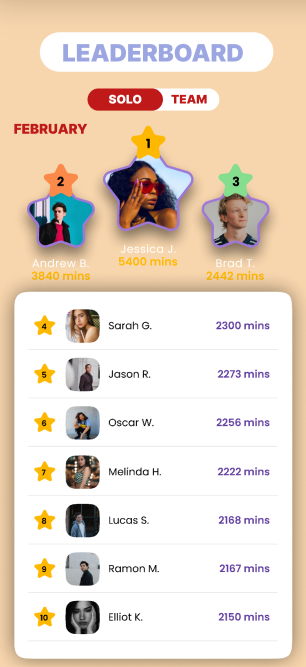 LEADERBOARD
SOLO TEAM
FEBRUARY
1
2
3
Jessica J.
5400 mins
Andrew B.
3840 mins
Brad T.
2442 mins
4 Sarah G. 2300 mins
5 Jason R. 2273 mins
6 Oscar W. 2256 mins
7 Melinda H. 2222 mins
8 Lucas S. 2168 mins
9 Ramon M. 2167 mins
10 Elliot K. 2150 mins